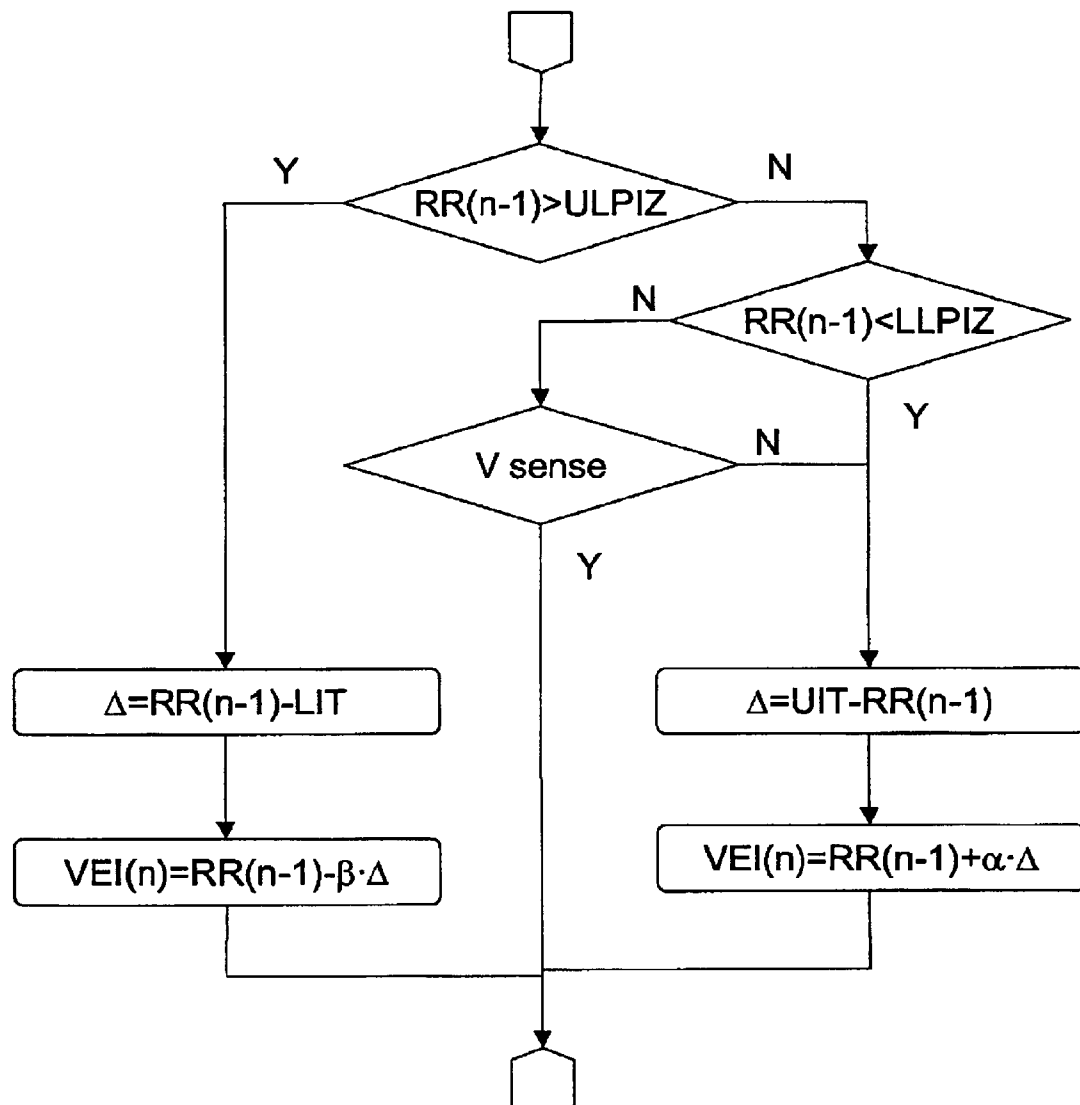 Y
N
RR(n-1)>ULPIZ
N
RR(n-1)<LLPIZ
Y
V sense
N
Y
Δ=RR(n-1)-LIT
Δ=UIT-RR(n-1)
VEI(n)=RR(n-1)-β·Δ
VEI(n)=RR(n-1)+α·Δ